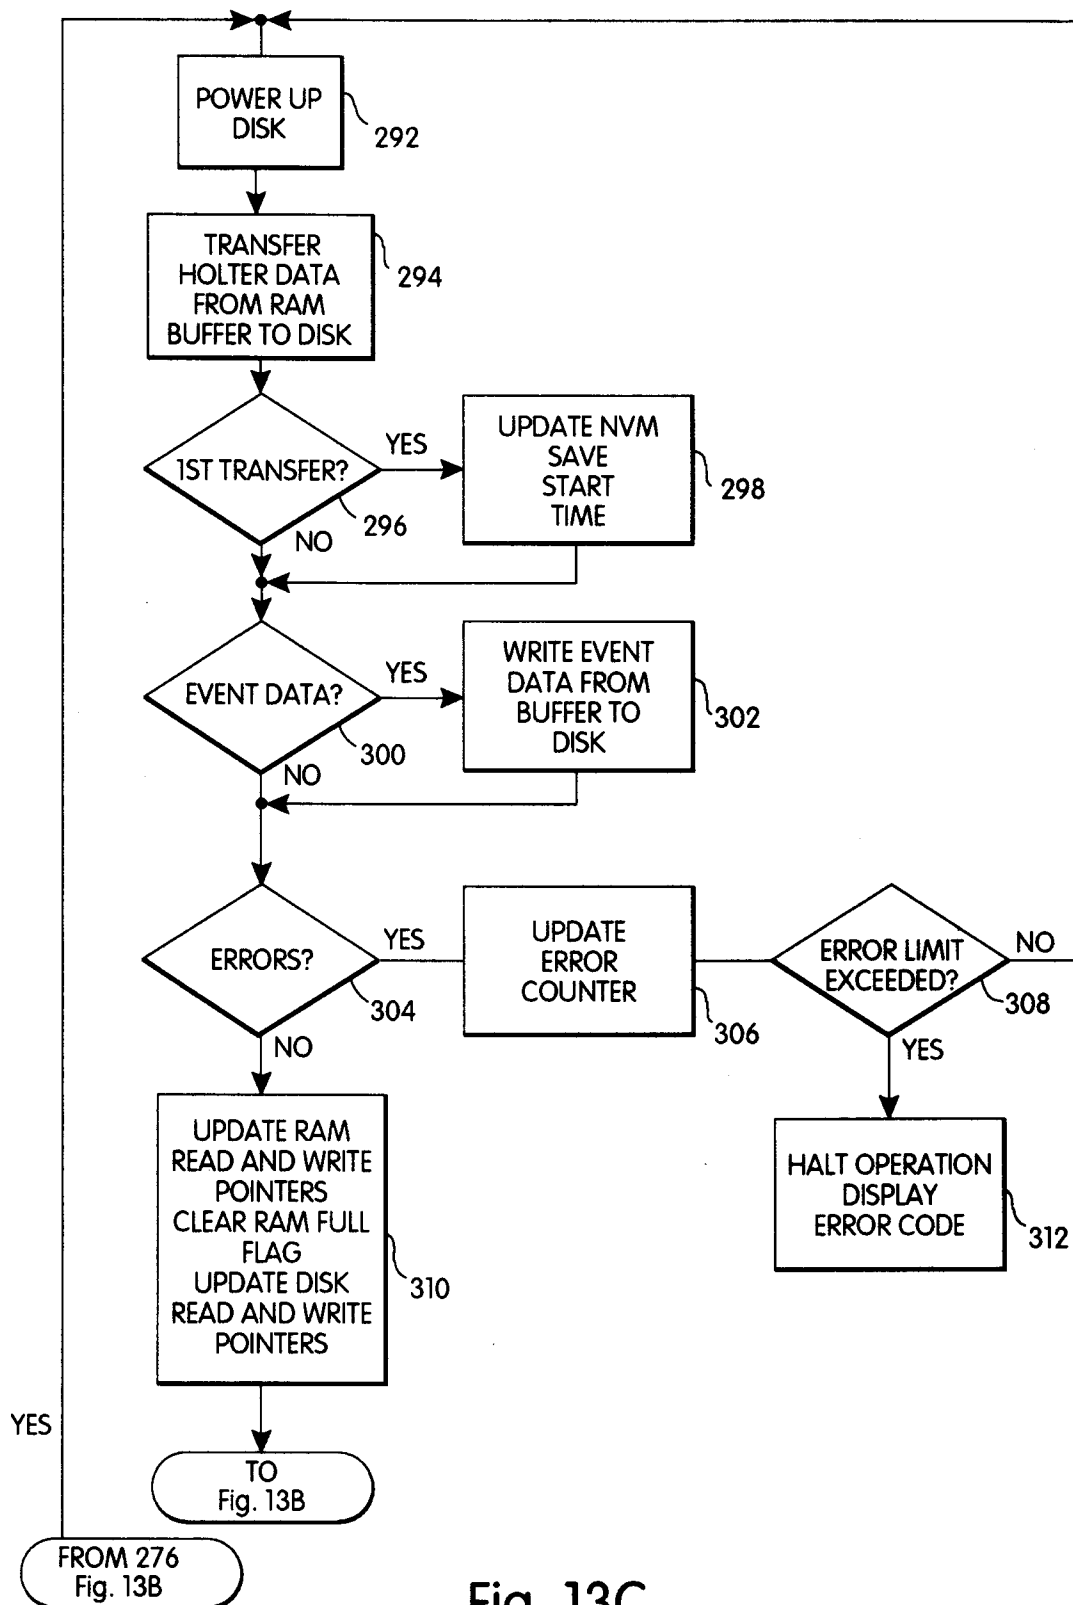 POWER UP
DISK
292
TRANSFER
HOLTER DATA
FROM RAM
BUFFER TO DISK
294
1ST TRANSFER?
YES
296
NO
UPDATE NVM
SAVE
START
TIME
298
EVENT DATA?
YES
300
NO
WRITE EVENT
DATA FROM
BUFFER TO
DISK
302
ERRORS?
YES
304
NO
UPDATE
ERROR
COUNTER
306
ERROR LIMIT
EXCEEDED?
NO
308
YES
UPDATE RAM
READ AND WRITE
POINTERS
CLEAR RAM FULL
FLAG
UPDATE DISK
READ AND WRITE
POINTERS
310
HALT OPERATION
DISPLAY
ERROR CODE
312
YES
TO
Fig. 13B
FROM 276
Fig. 13B
Fig. 13C